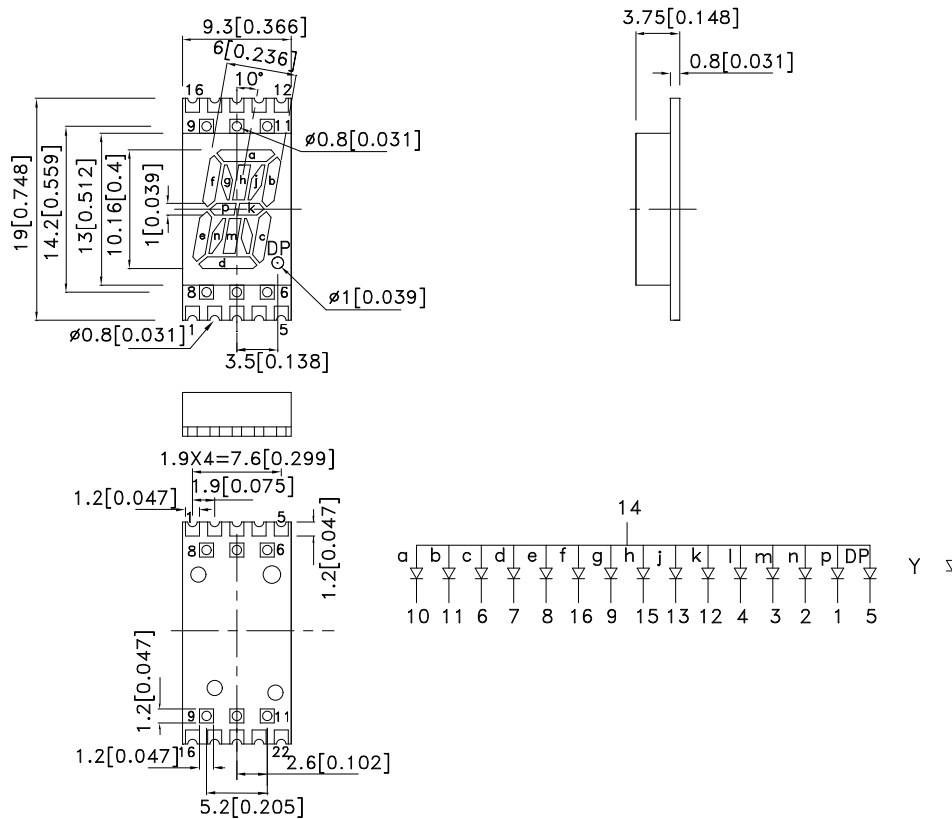 9.3[0.366]
6[0.236]
10°
16 12
9 11
ø0.8[0.031]
a
f g h j b
p k
e n m c
d
DP
8 6
1 5
ø1[0.039]
ø0.8[0.031]
3.5[0.138]
19[0.748]
14.2[0.559]
13[0.512]
10.16[0.4]
1[0.039]
3.75[0.148]
0.8[0.031]
1.9X4=7.6[0.299]
1.9[0.075]
1.2[0.047]
1 5
8 6
1.2[0.047]
1.2[0.047]
9 11
16 22
1.2[0.047]
2.6[0.102]
5.2[0.205]
14
a b c d e f g h j k l m n p DP
10 11 6 7 8 16 9 15 13 12 4 3 2 1 5
Y